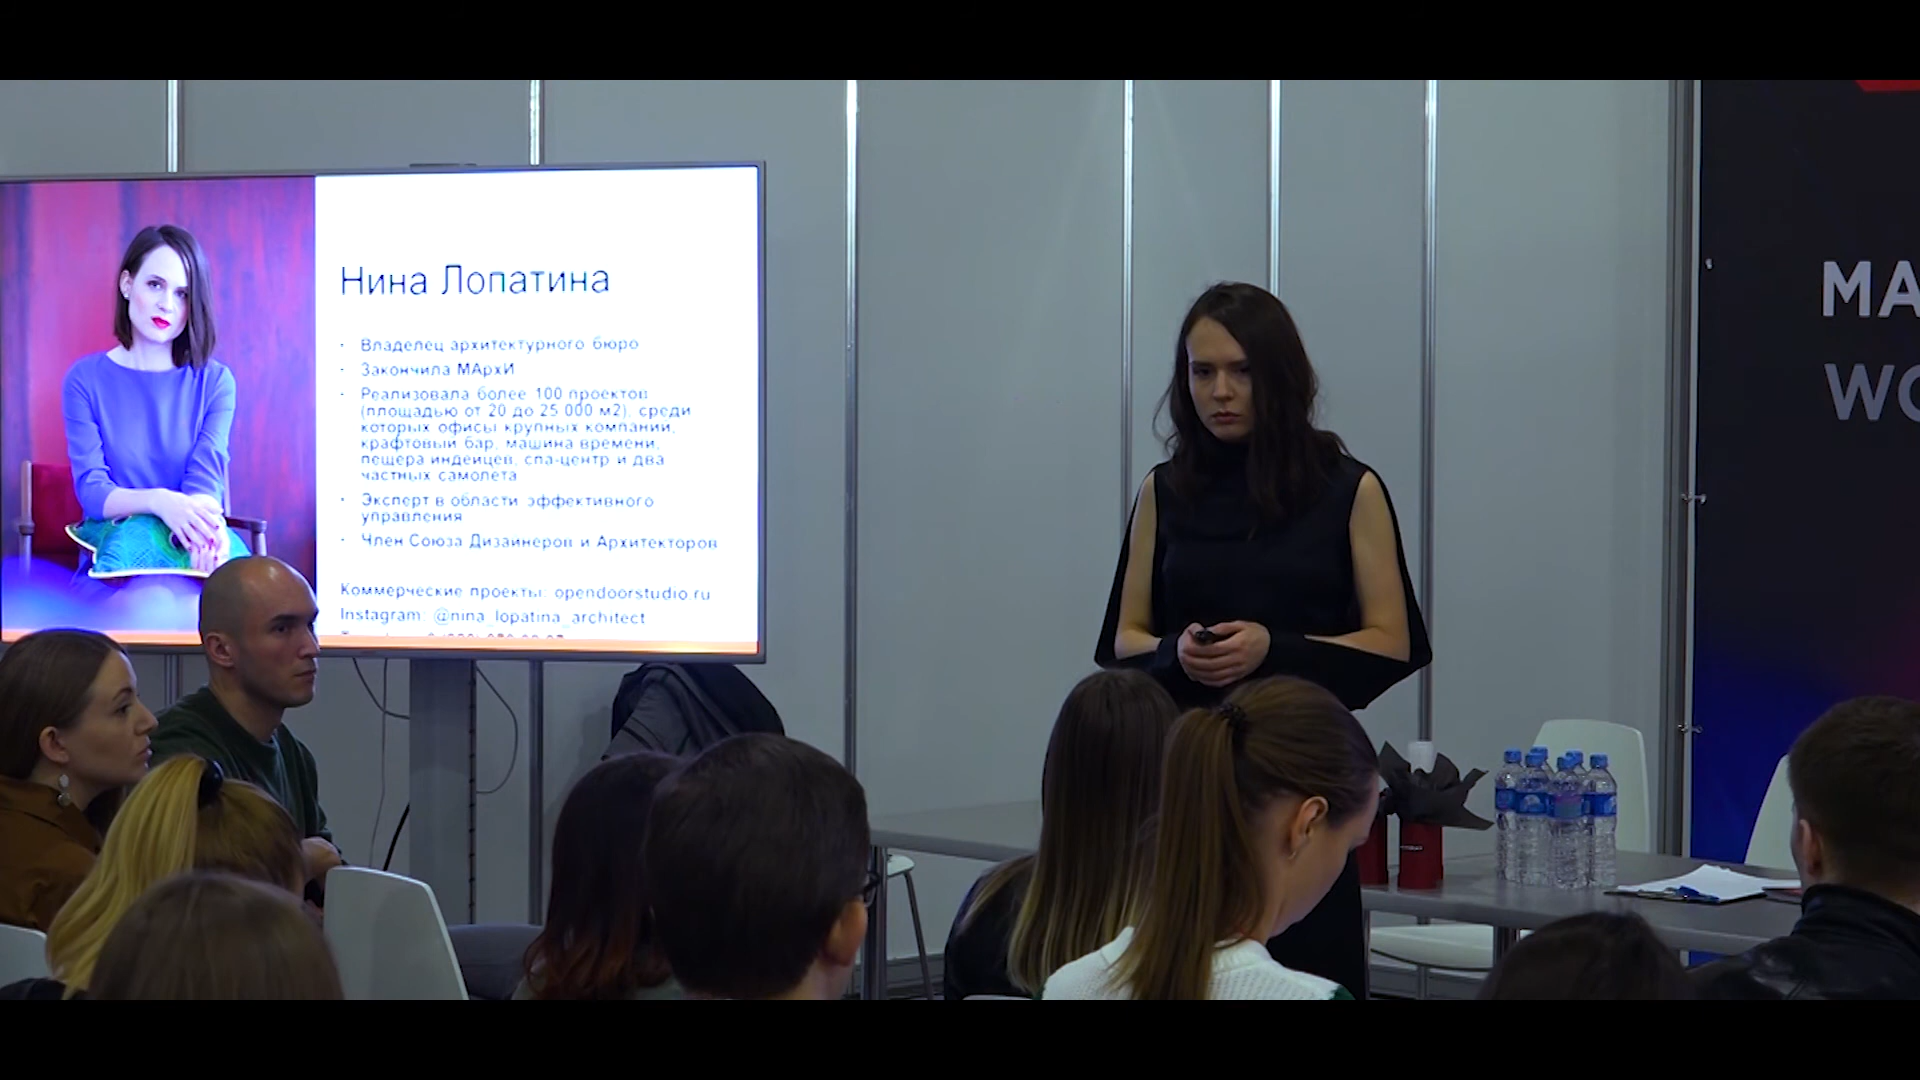 Нина Лопатина
· Владелец архитектурного бюро
· Закончила МАрхИ
· Реализовала более 100 проектов
(площадью от 20 до 25 000 м2), среди
которых офисы крупных компаний,
крафтовый бар, машина времени,
пещера индейцев, спа-центр и два
частных самолета
· Эксперт в области эффективного
управления
· Член Союза Дизайнеров и Архитекторов
Коммерческие проекты: opendoorstudio.ru
Instagram: @nina_lopatina_architect
MA
WO